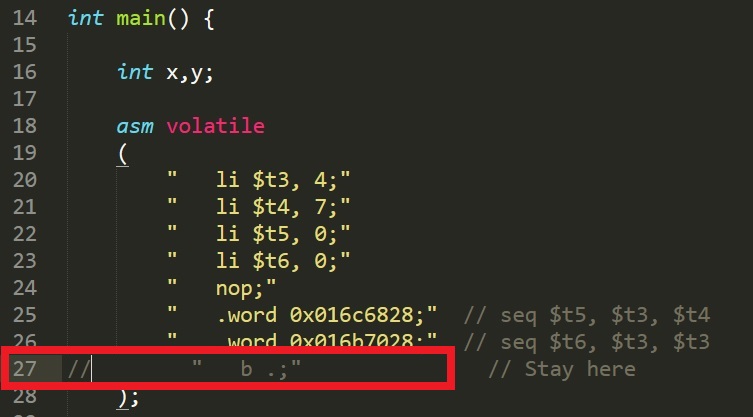 14 int main() {
15
16 int x,y;
17
18 asm volatile
19 (
20 "   li $t3, 4;"
21 "   li $t4, 7;"
22 "   li $t5, 0;"
23 "   li $t6, 0;"
24 "   nop;"
25 "   .word 0x016c6828;"  // seq $t5, $t3, $t4
26 "   .word 0x016b7028;"  // seq $t6, $t3, $t3
27 //        "   b .;"               // Stay here
28 );